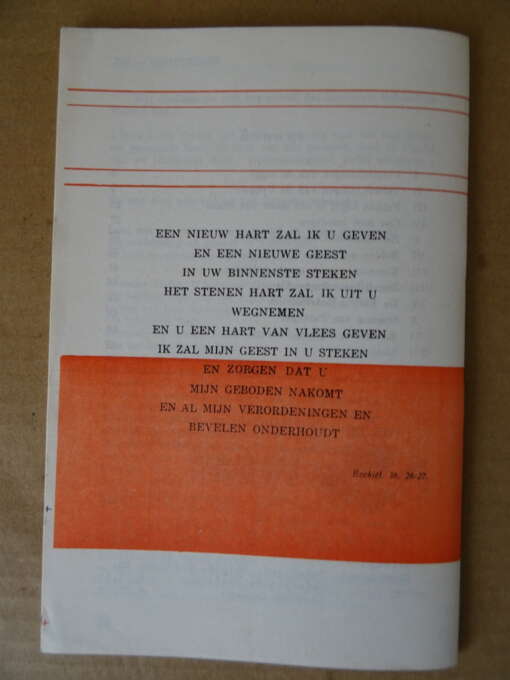 EEN NIEUW HART ZAL IK U GEVEN
EN EEN NIEUWE GEEST
IN UW BINNENSTE STEKEN
HET STENEN HART ZAL IK UIT U
WEGNEMEN
EN U EEN HART VAN VLEES GEVEN
IK ZAL MIJN GEEST IN U STEKEN
EN ZORGEN DAT U
MIJN GEBODEN NAKOMT
EN AL MIJN VERORDENINGEN EN
BEVELEN ONDERHOUDT
Ezekiël. 36, 26-27.